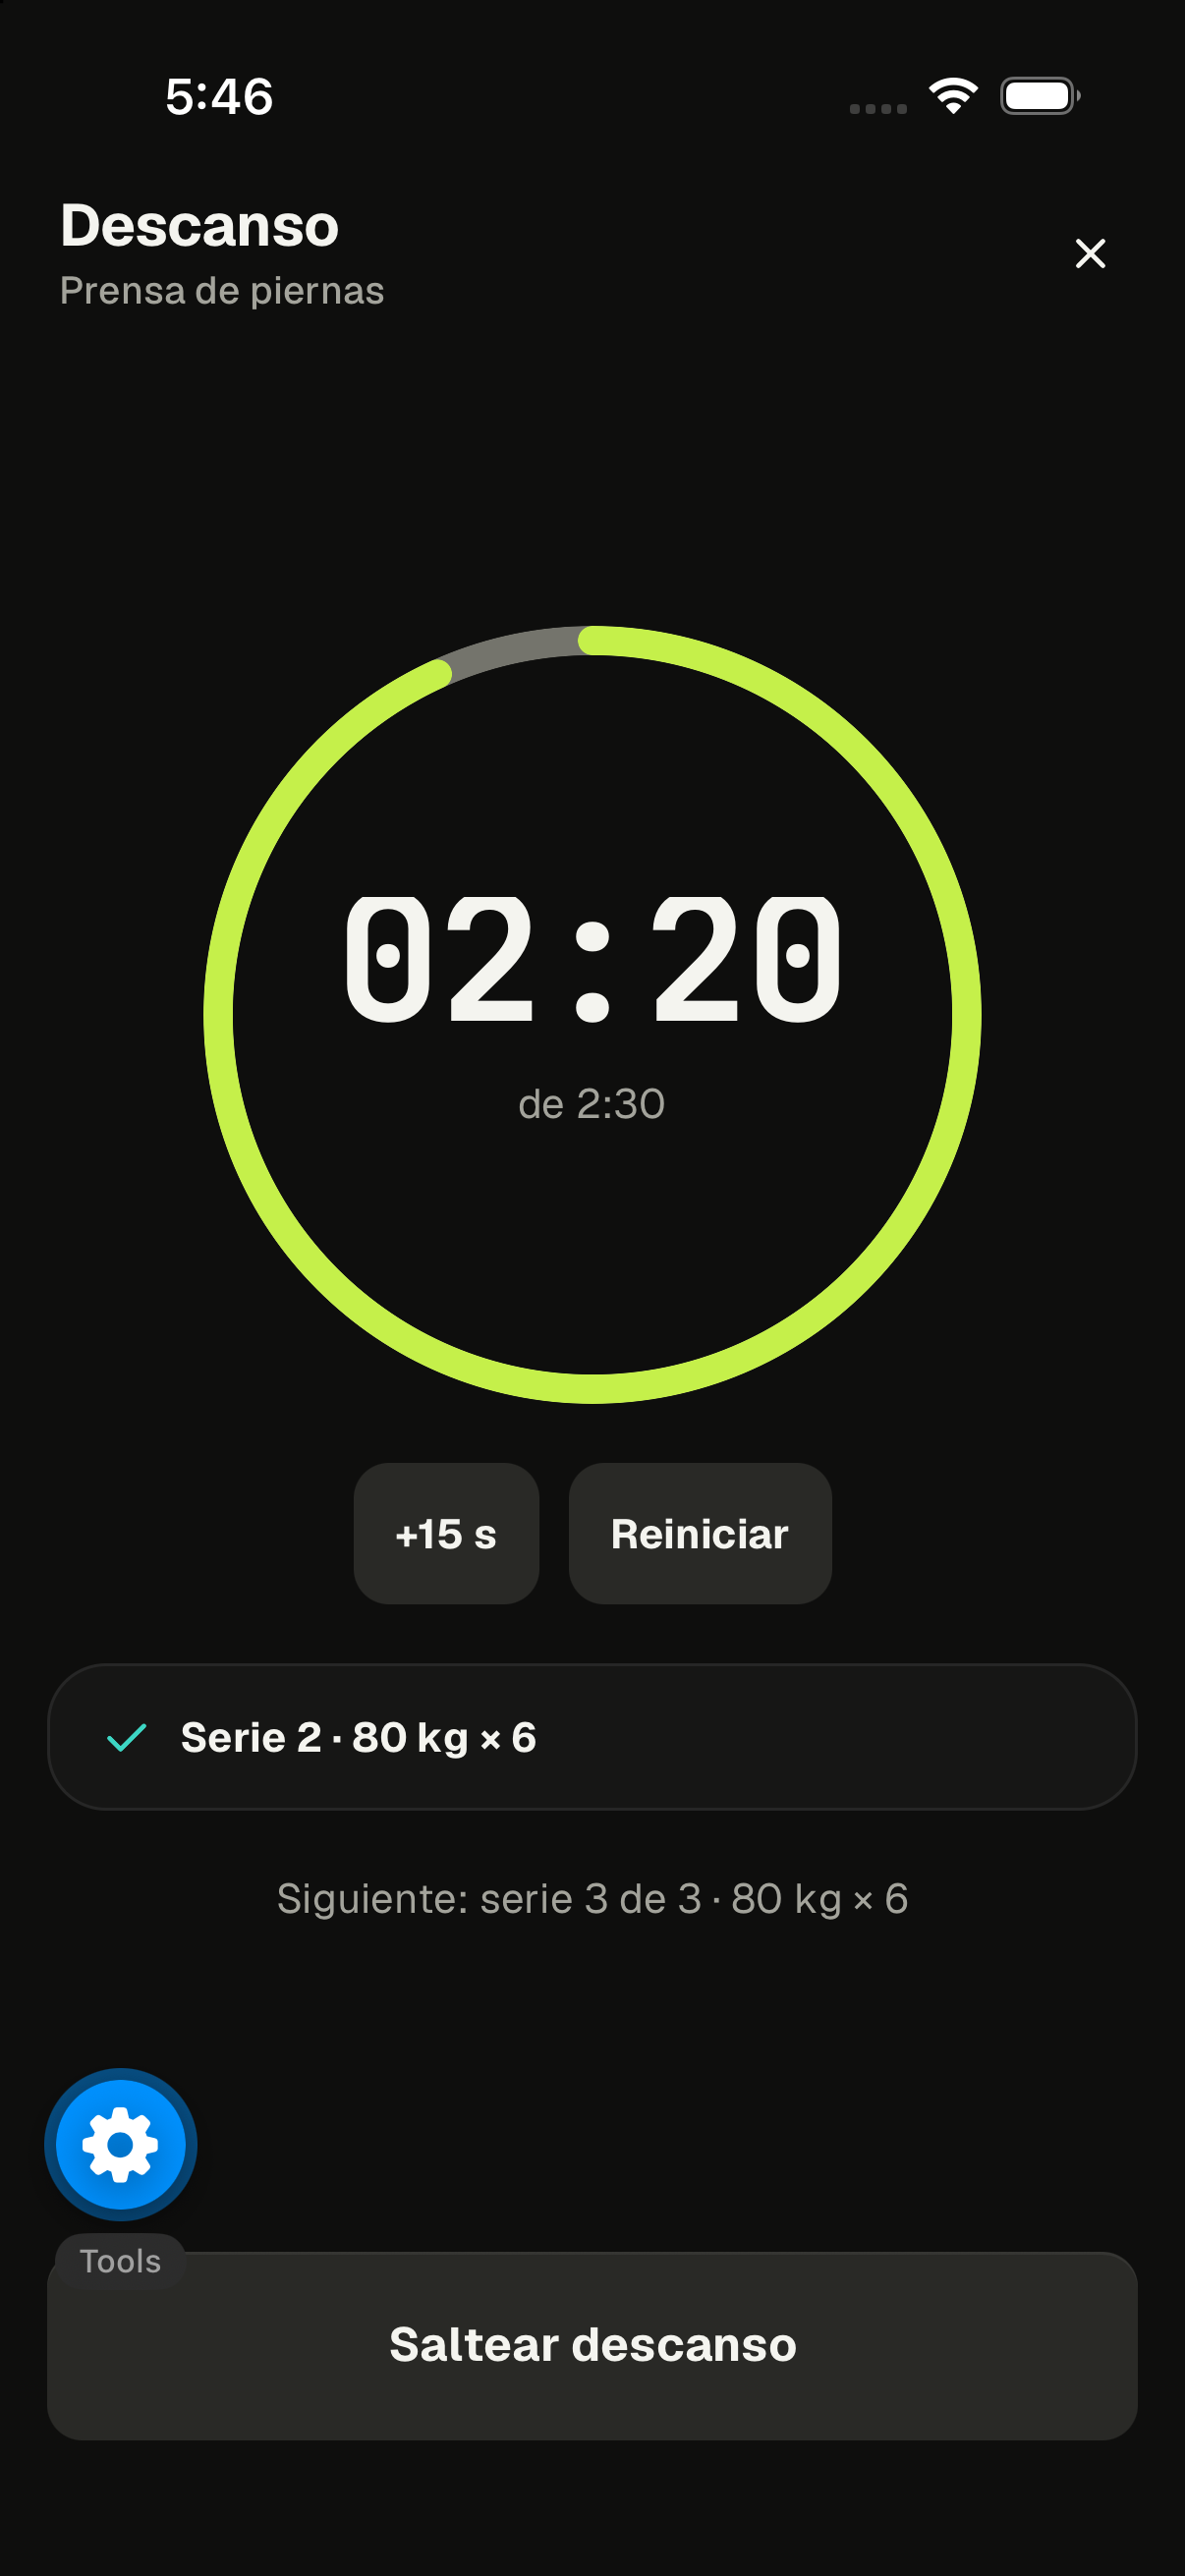 5:46
Descanso
Prensa de piernas
02:20
de 2:30
+15 s
Reiniciar
Serie 2 · 80 kg × 6
Siguiente: serie 3 de 3 · 80 kg × 6
Tools
Saltear descanso